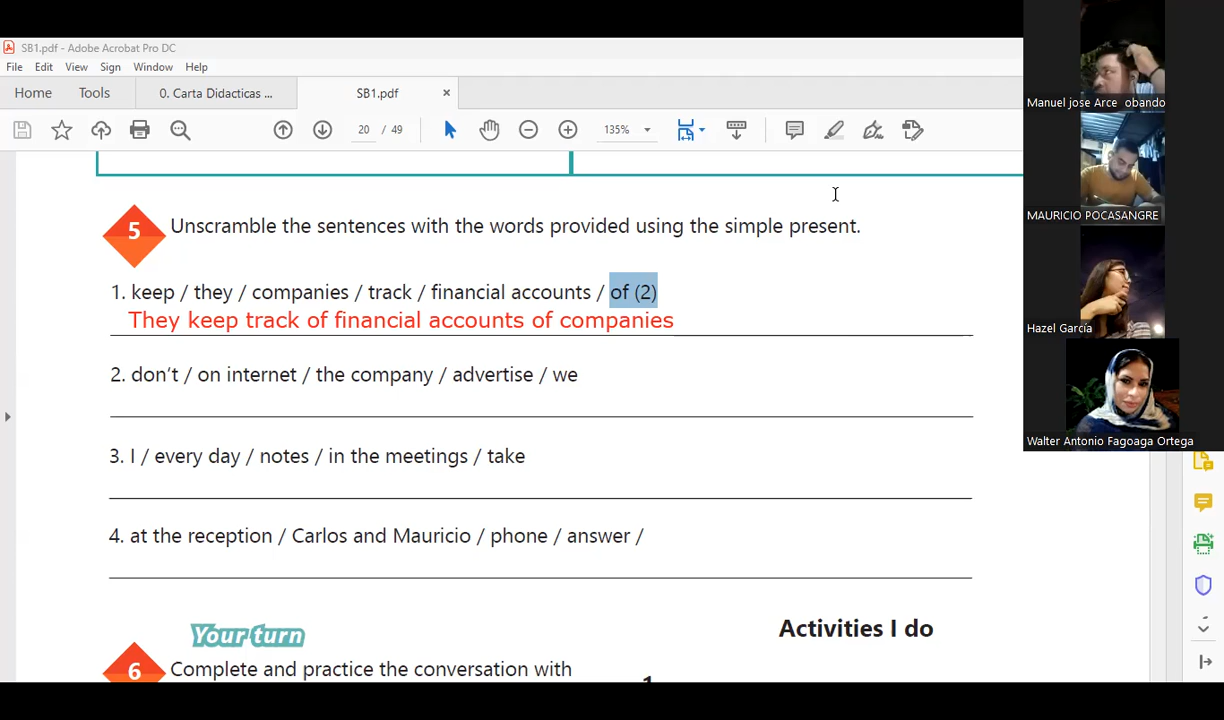 SB1.pdf - Adobe Acrobat Pro DC
File Edit View Sign Window Help
Home Tools 0. Carta Didacticas ... SB1.pdf ×
20 / 49 135%
5 Unscramble the sentences with the words provided using the simple present.
1. keep / they / companies / track / financial accounts / of (2)
They keep track of financial accounts of companies
2. don't / on internet / the company / advertise / we
3. I / every day / notes / in the meetings / take
4. at the reception / Carlos and Mauricio / phone / answer /
Your turn
Activities I do
6 Complete and practice the conversation with
Manuel jose Arce obando
MAURICIO POCASANGRE
Hazel García
Walter Antonio Fagoaga Ortega